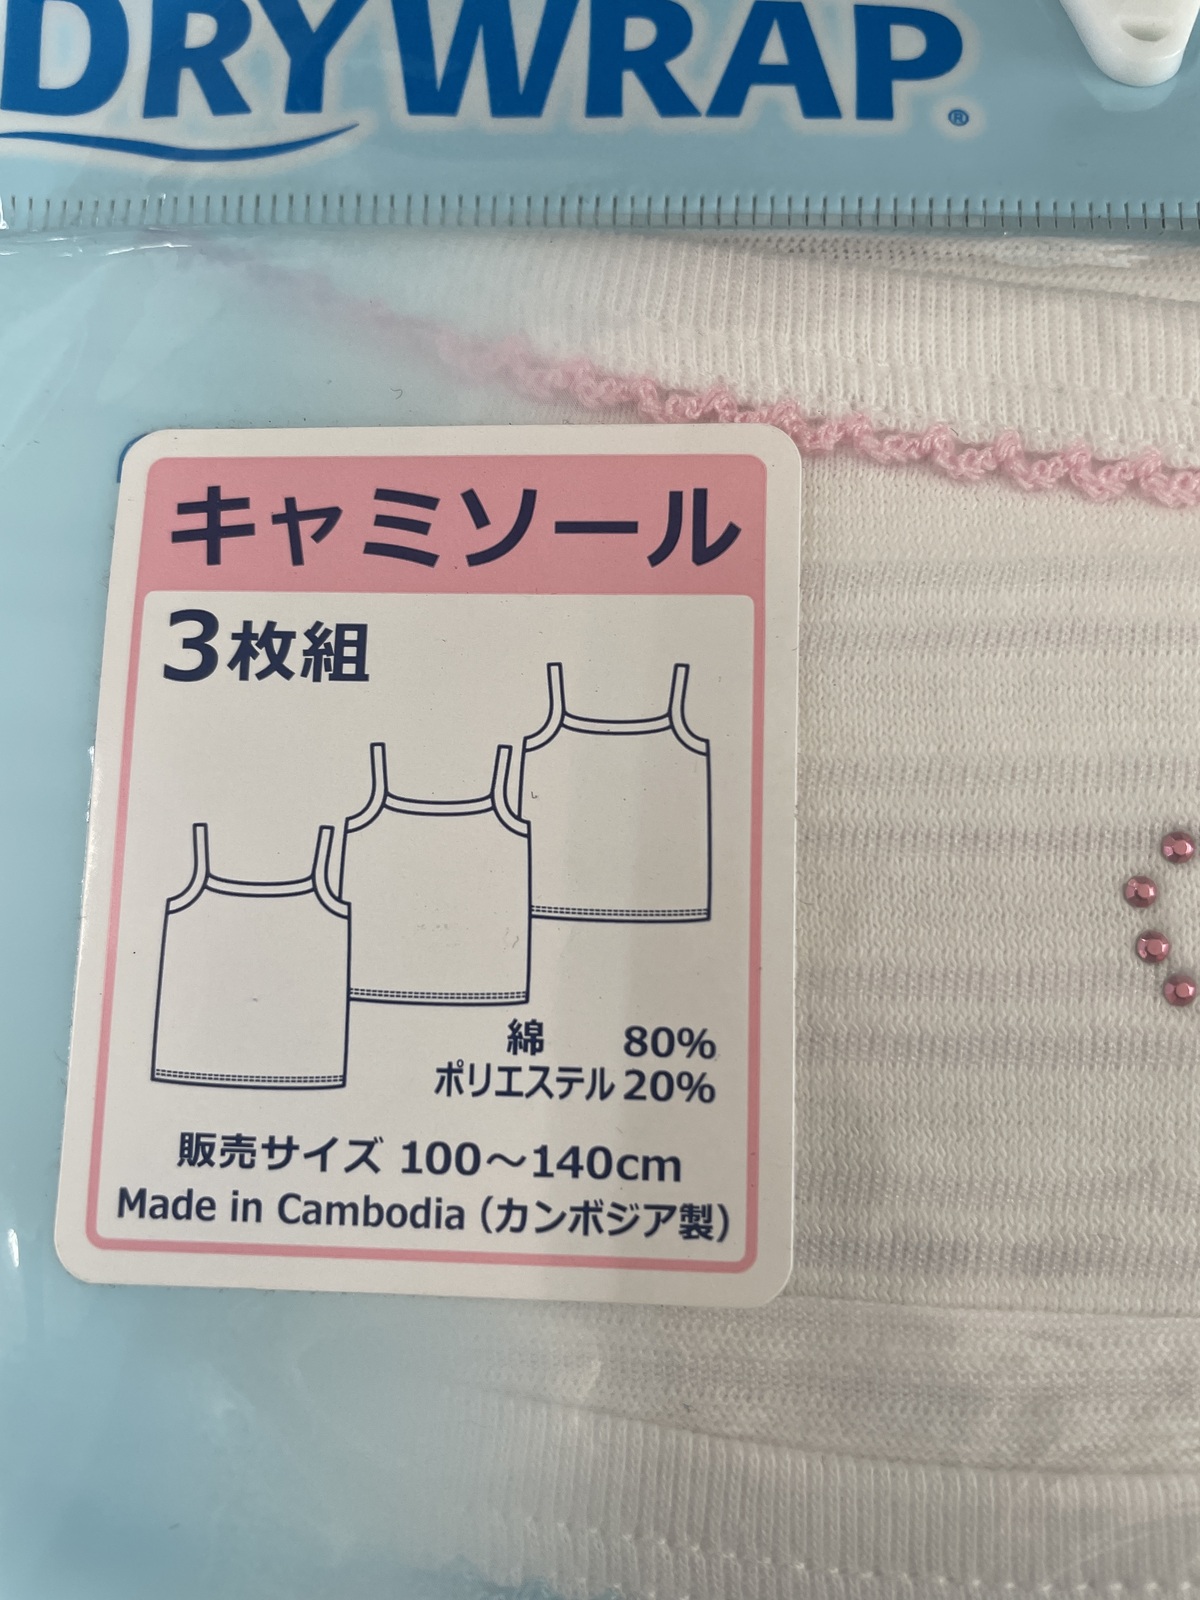 DRYWRAP®
キャミソール
3枚組
綿 80%
ポリエステル 20%
販売サイズ 100〜140cm
Made in Cambodia (カンボジア製)